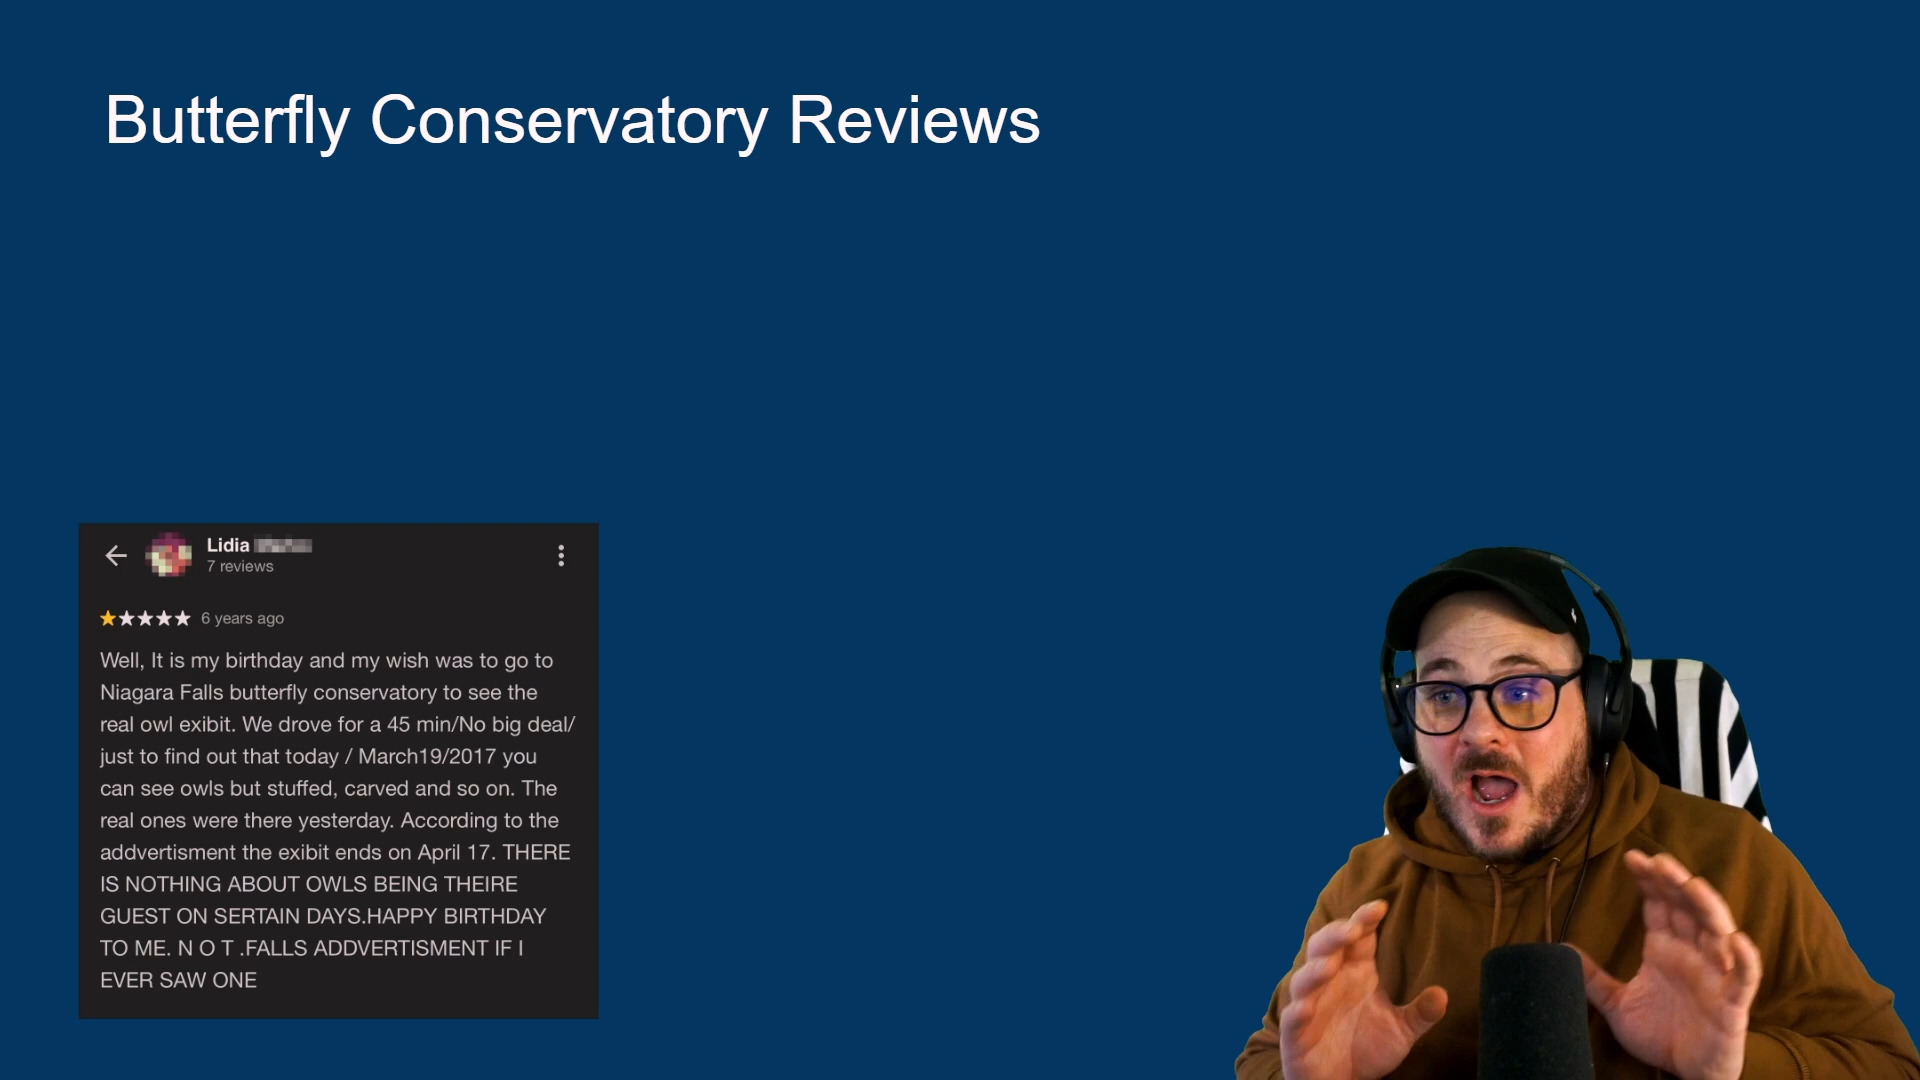 Butterfly Conservatory Reviews
Lidia
7 reviews
6 years ago
Well, It is my birthday and my wish was to go to
Niagara Falls butterfly conservatory to see the
real owl exibit. We drove for a 45 min/No big deal/
just to find out that today / March19/2017 you
can see owls but stuffed, carved and so on. The
real ones were there yesterday. According to the
addvertisment the exibit ends on April 17. THERE
IS NOTHING ABOUT OWLS BEING THEIRE
GUEST ON SERTAIN DAYS.HAPPY BIRTHDAY
TO ME. N O T .FALLS ADDVERTISMENT IF I
EVER SAW ONE